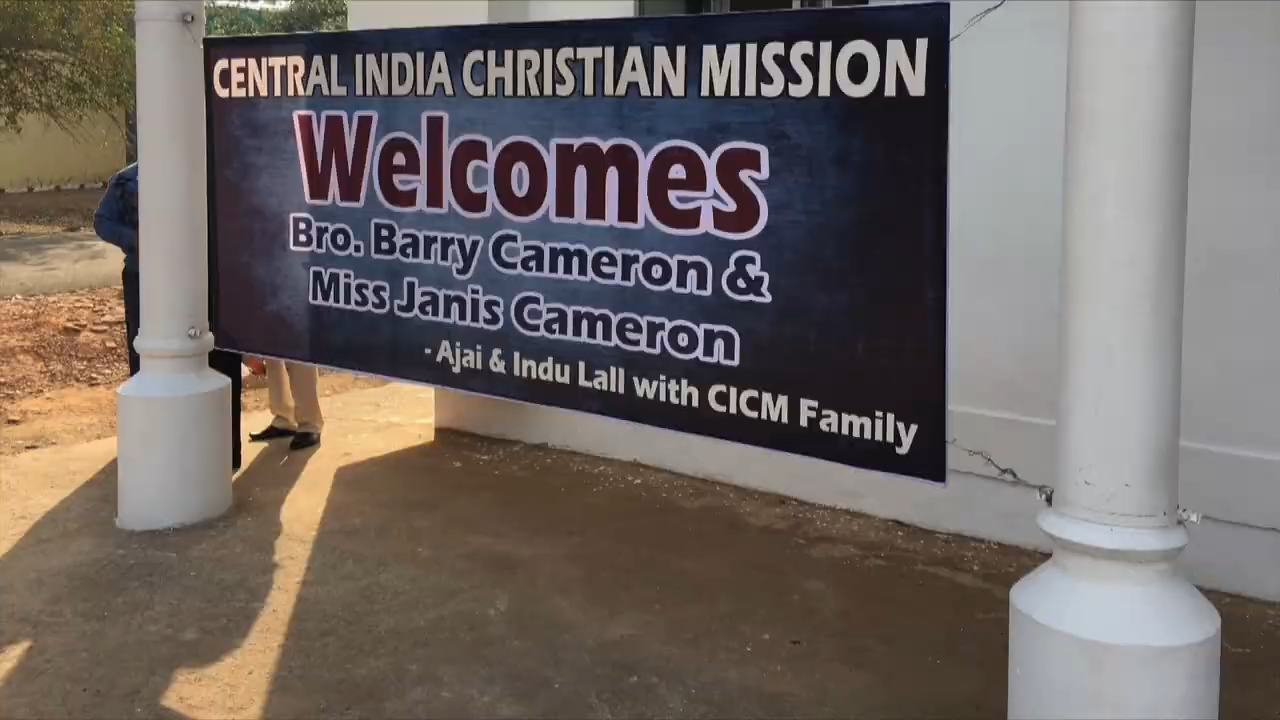 CENTRAL INDIA CHRISTIAN MISSION
Welcomes
Bro. Barry Cameron &
Miss Janis Cameron
- Ajai & Indu Lall with CICM Family